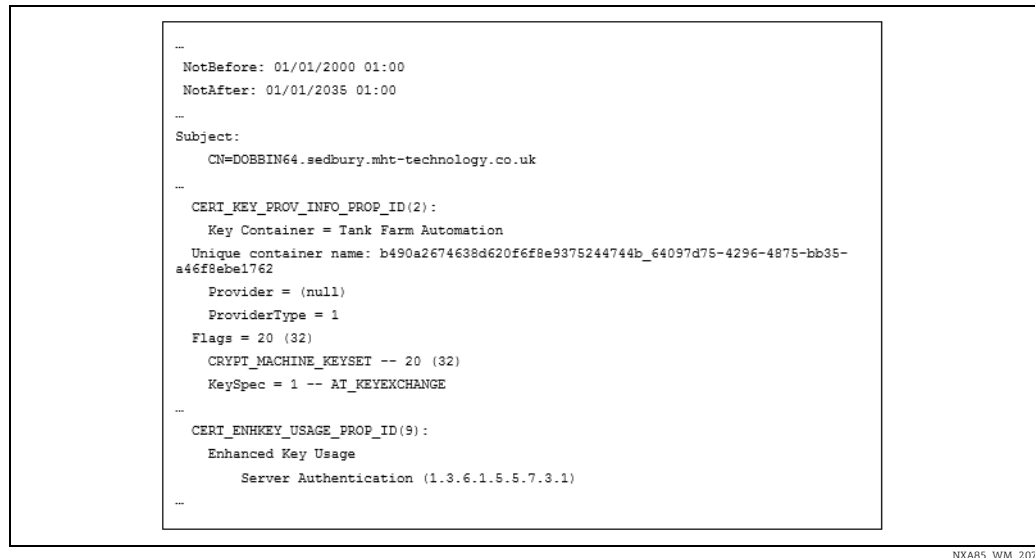 …
NotBefore: 01/01/2000 01:00
NotAfter: 01/01/2035 01:00
…
Subject:
CN=DOBBIN64.sedbury.mht-technology.co.uk
…
CERT_KEY_PROV_INFO_PROP_ID(2):
Key Container = Tank Farm Automation
Unique container name: b490a2674638d620f6f8e9375244744b_64097d75-4296-4875-bb35-
a46f8ebe1762
Provider = (null)
ProviderType = 1
Flags = 20 (32)
CRYPT_MACHINE_KEYSET -- 20 (32)
KeySpec = 1 -- AT_KEYEXCHANGE
…
CERT_ENHKEY_USAGE_PROP_ID(9):
Enhanced Key Usage
Server Authentication (1.3.6.1.5.5.7.3.1)
…